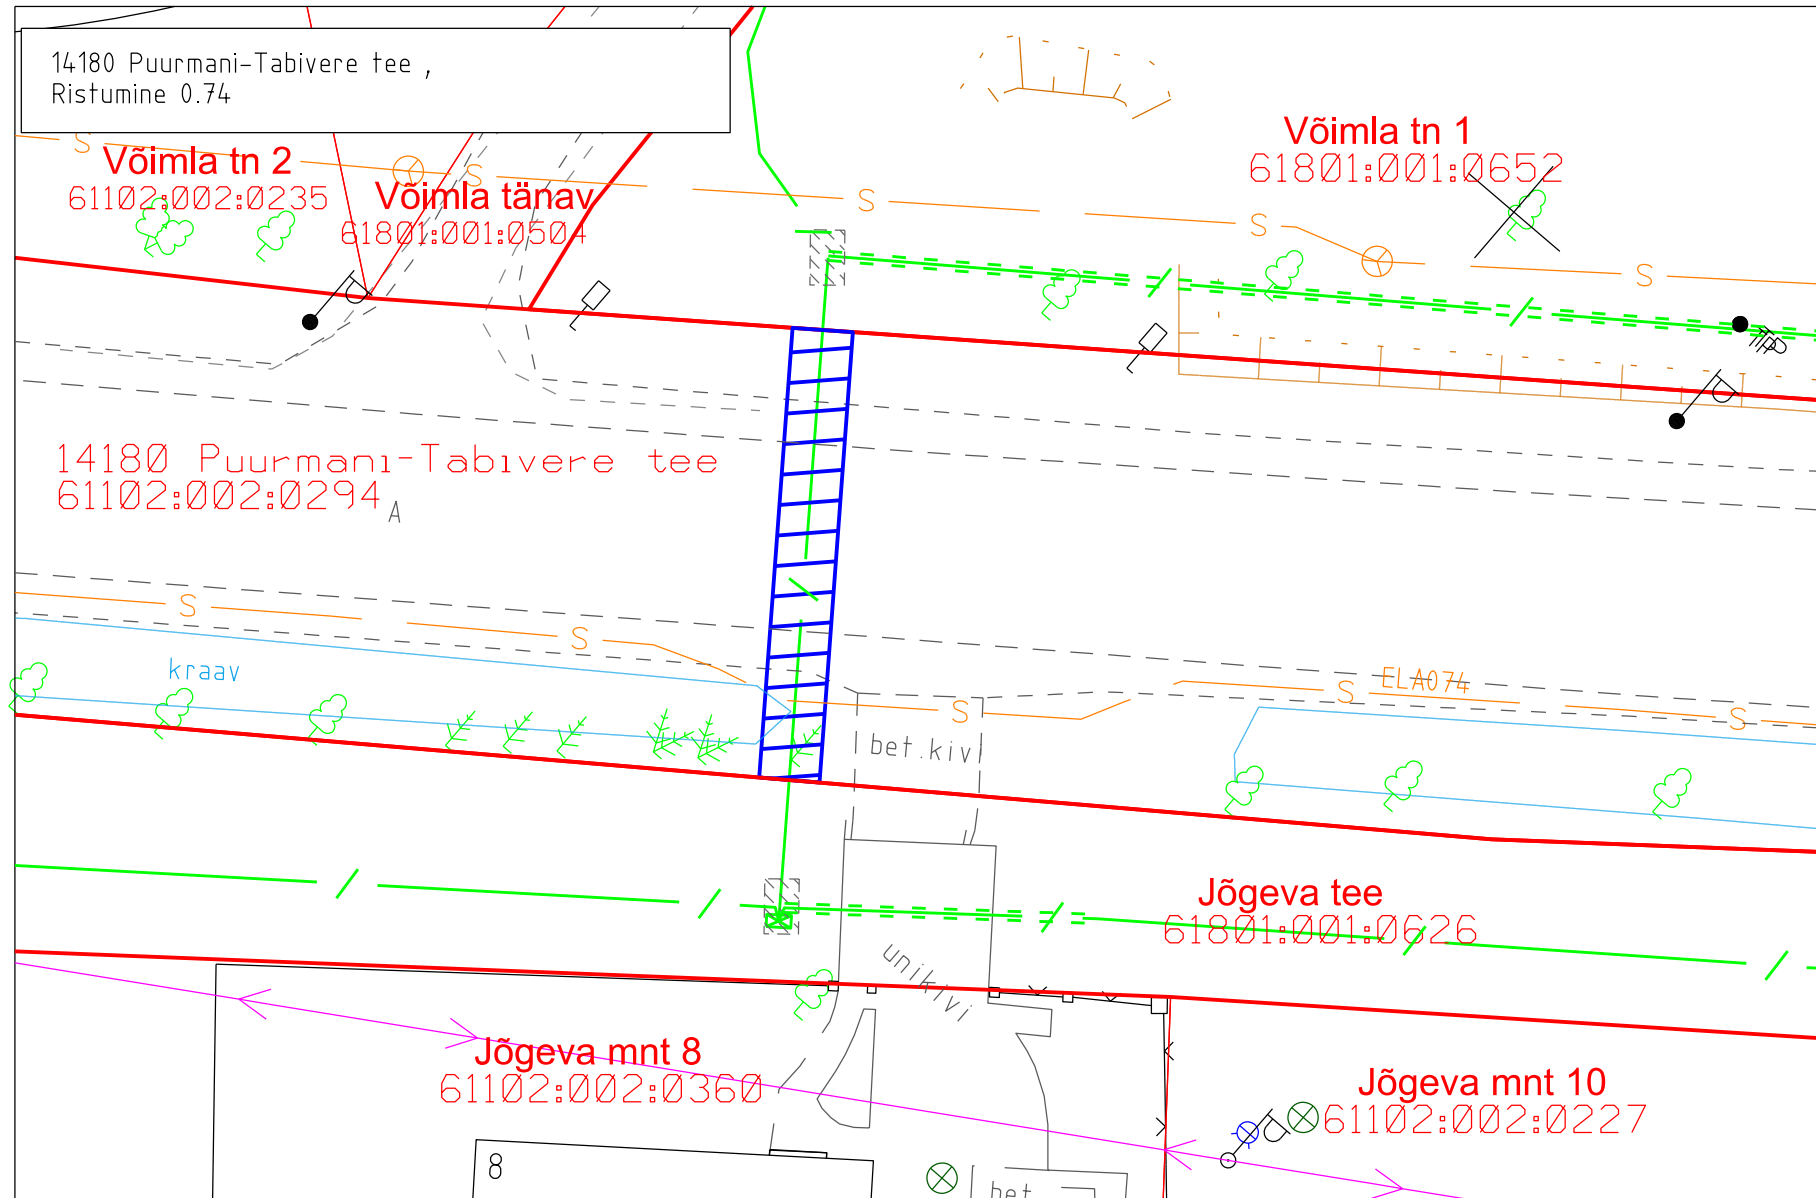 14180 Puurmani-Tabivere tee ,
Ristumine 0.74
S
Võimla tn 2
61102:002:0235
S
Võimla tänav
61801:001:0504
Võimla tn 1
61801:001:0652
S
S
S
14180 Puurmani-Tabivere tee
61102:002:0294
A
S
S
kraav
ELA074
S
S
S
bet.kivi
Jõgeva tee
61801:001:0626
unikivi
Jõgeva mnt 8
61102:002:0360
Jõgeva mnt 10
61102:002:0227
8
bet